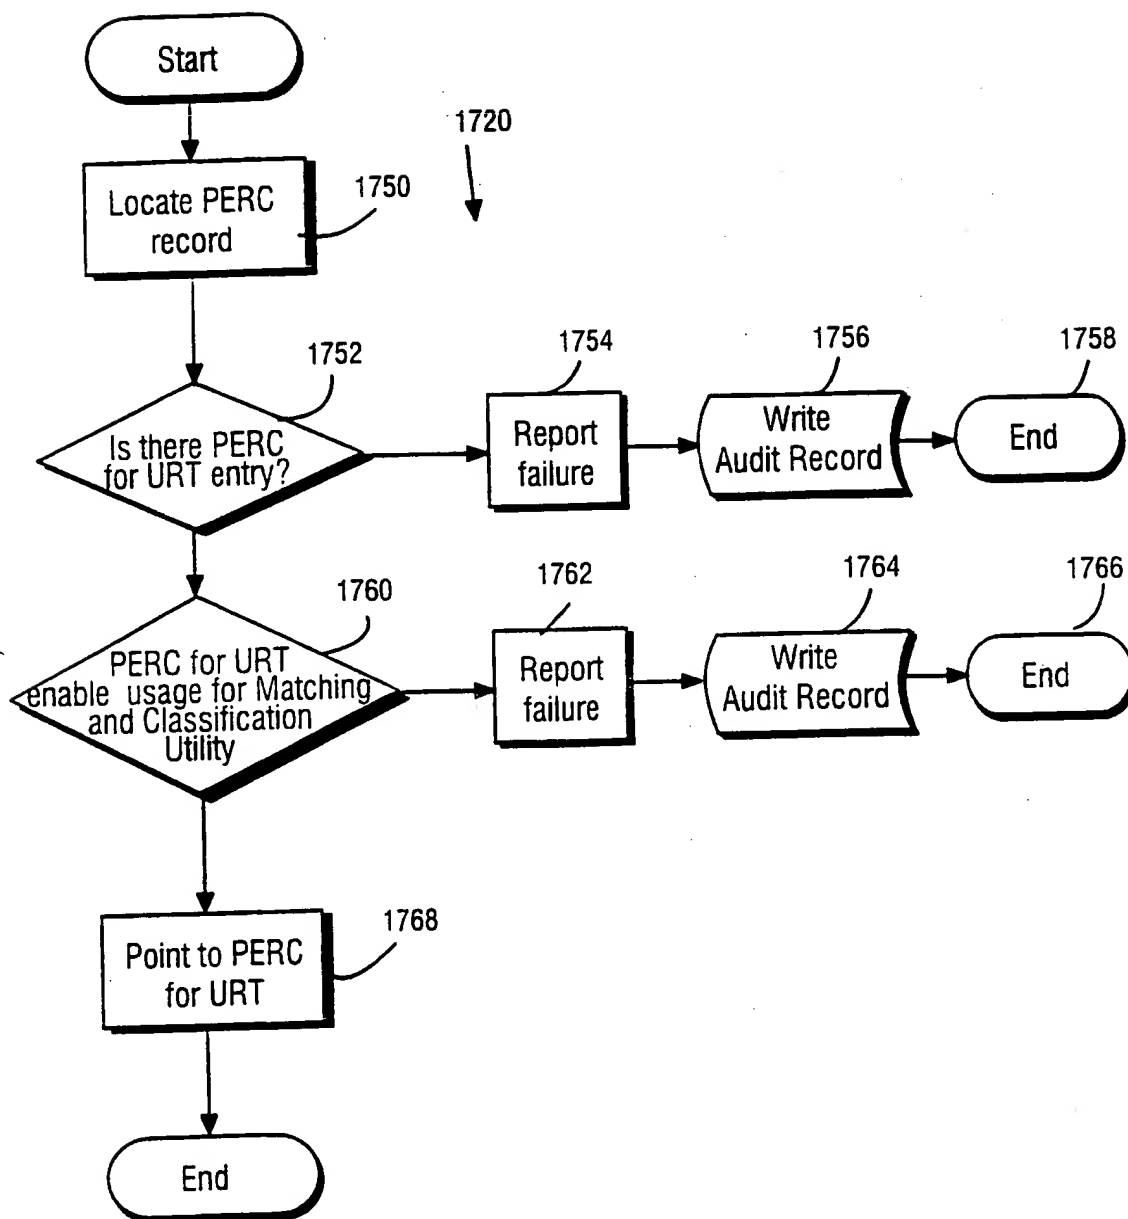 Start
1720
Locate PERC
record
1750
1752
Is there PERC
for URT entry?
1754
Report
failure
1756
Write
Audit Record
1758
End
1760
PERC for URT
enable usage for Matching
and Classification
Utility
1762
Report
failure
1764
Write
Audit Record
1766
End
1768
Point to PERC
for URT
End